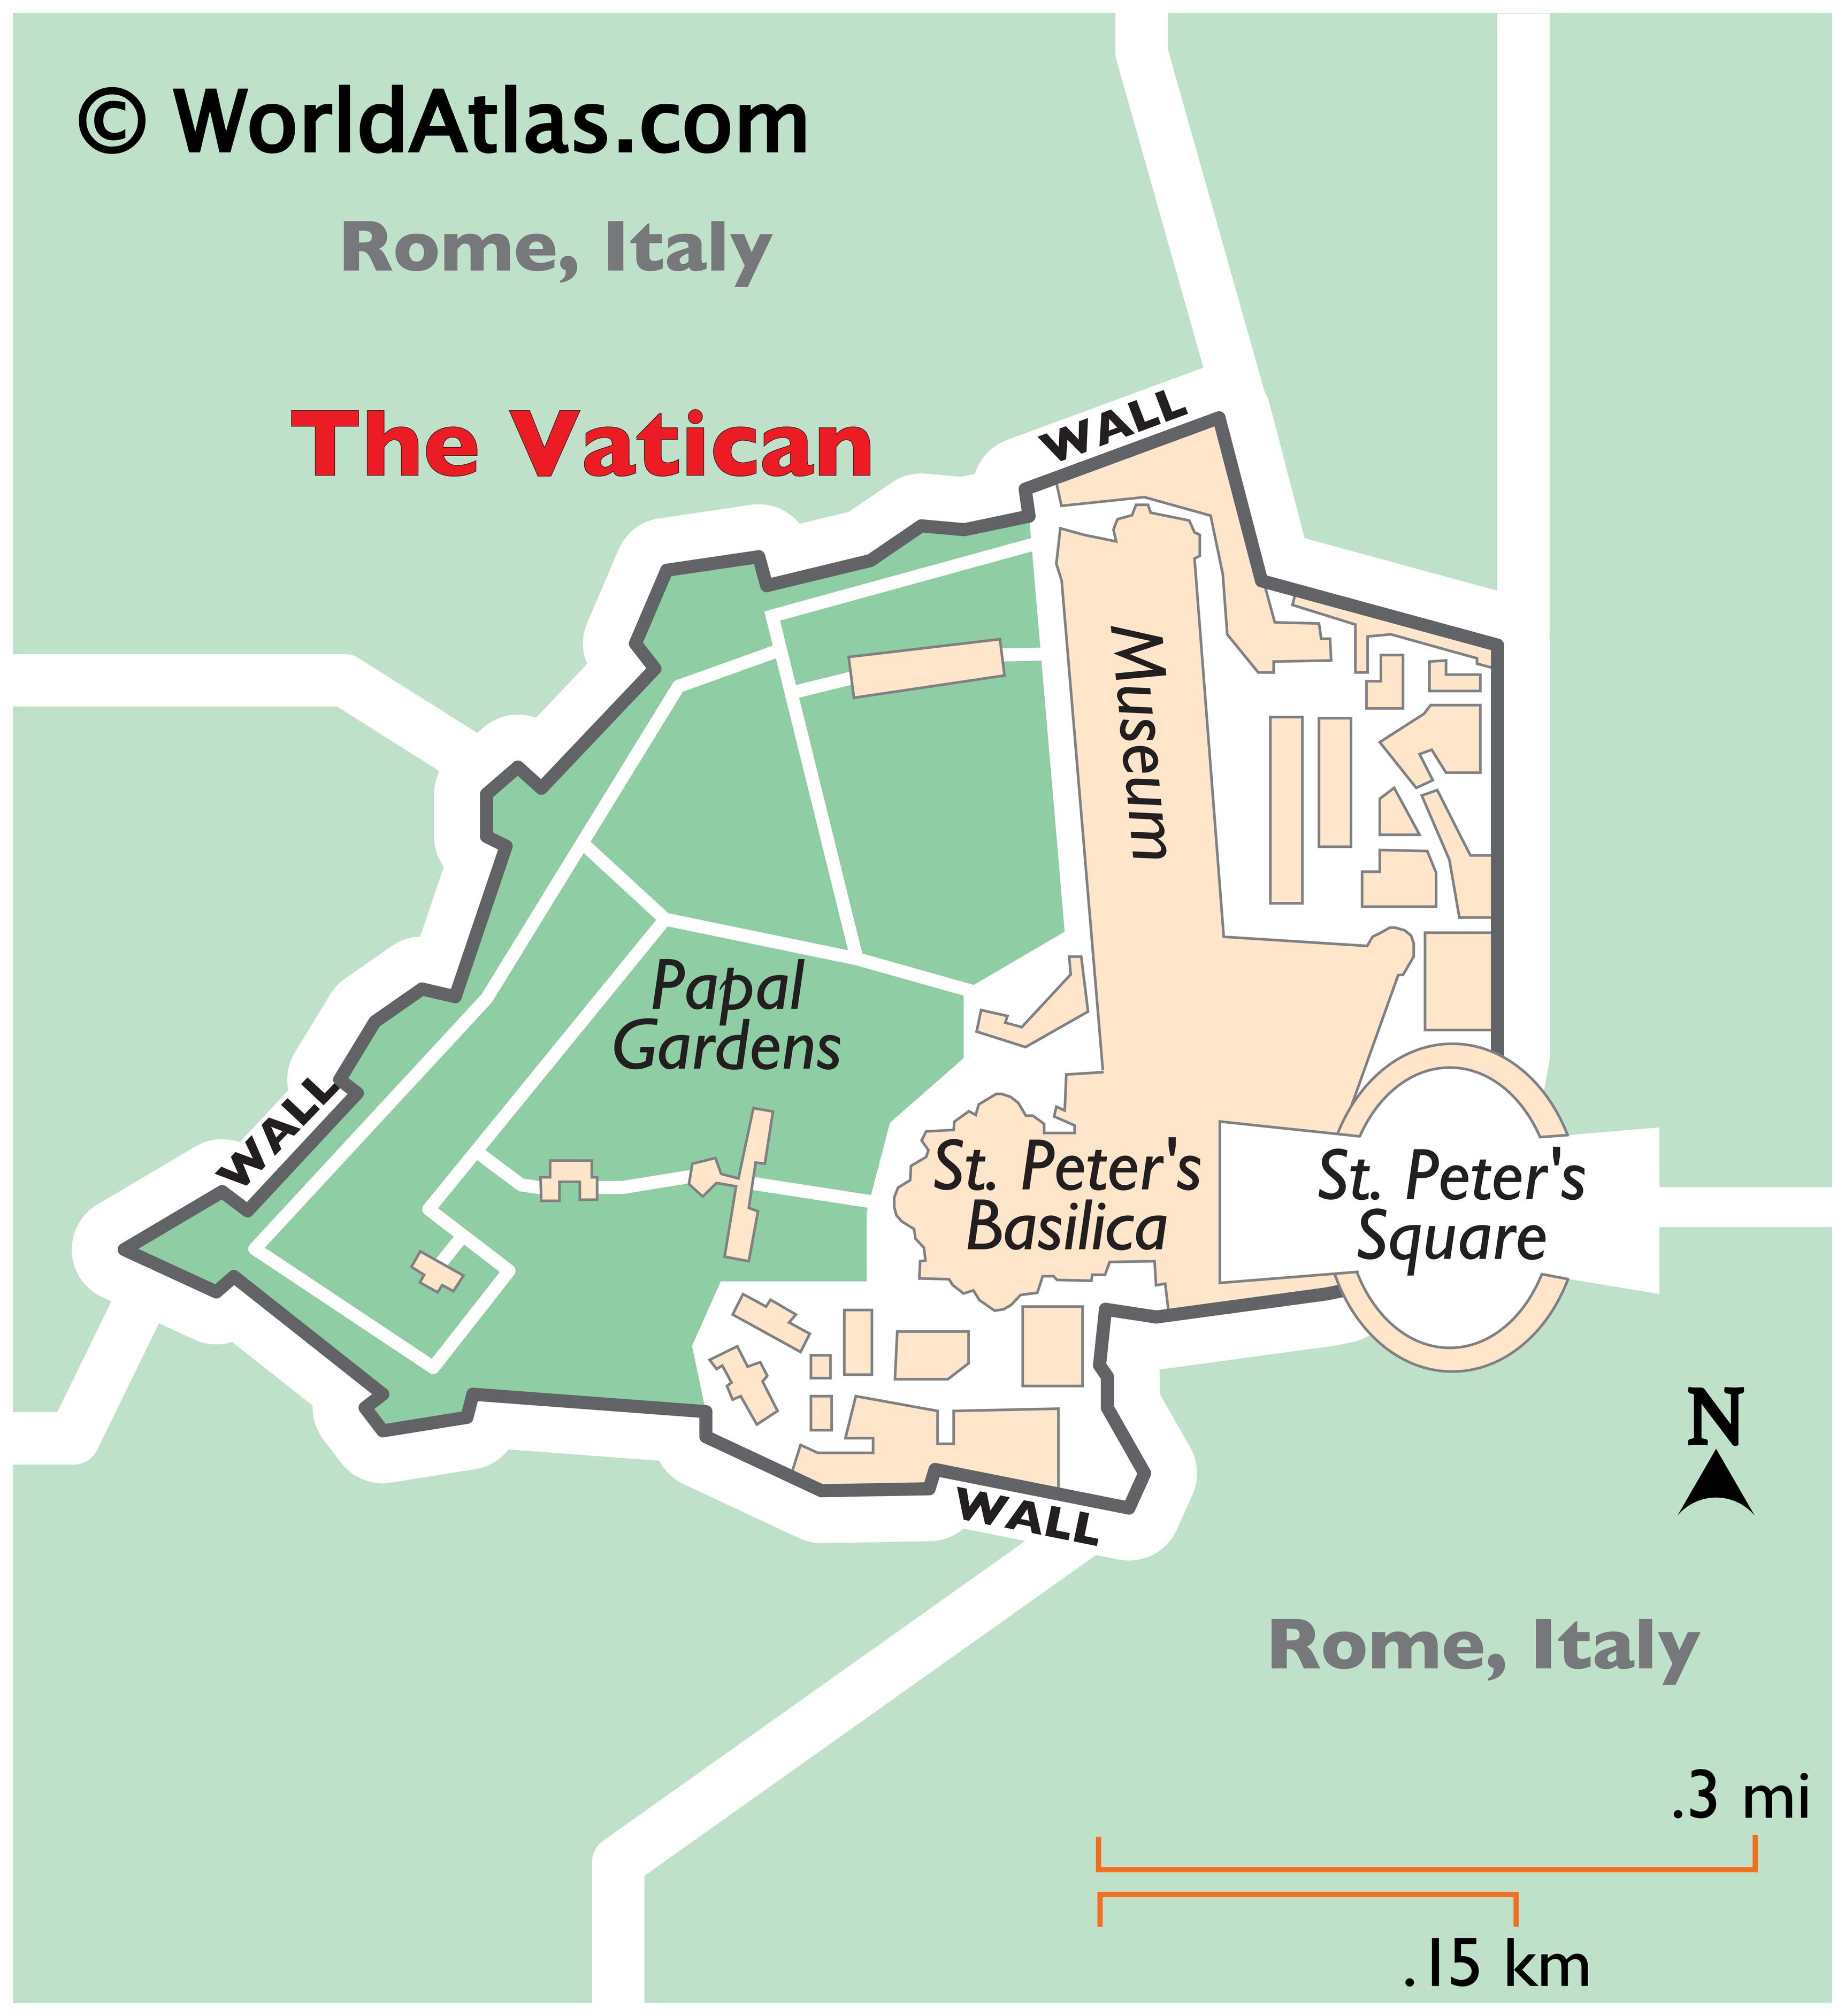 © WorldAtlas.com
Rome, Italy
The Vatican
WALL
Museum
Papal
Gardens
WALL
St. Peter's
Basilica
St. Peter's
Square
WALL
N
Rome, Italy
.3 mi
.15 km